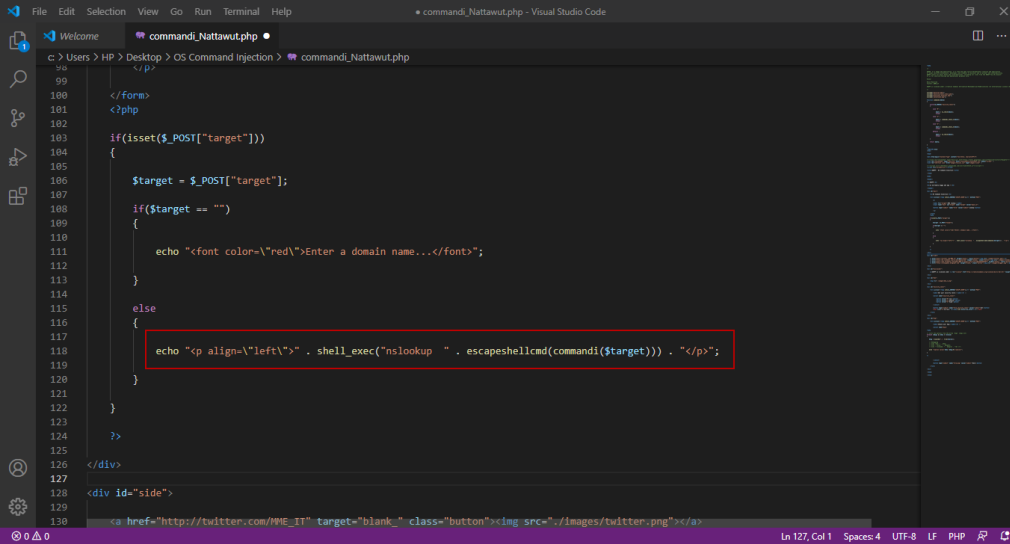 File Edit Selection View Go Run Terminal Help
● commandi_Nattawut.php - Visual Studio Code
Welcome
commandi_Nattawut.php ●
1
c: > Users > HP > Desktop > OS Command Injection > commandi_Nattawut.php
98 </p>
99
100 </form>
101 <?php
102
103 if(isset($_POST["target"]))
104 {
105
106 $target = $_POST["target"];
107
108 if($target == "")
109 {
110
111 echo "<font color=\"red\">Enter a domain name...</font>";
112
113 }
114
115 else
116 {
117
118 echo "<p align=\"left\">" . shell_exec("nslookup  " . escapeshellcmd(commandi($target))) . "</p>";
119
120 }
121
122 }
123
124 ?>
125
126 </div>
127
128 <div id="side">
129
130 <a href="http://twitter.com/MME_IT" target="blank_" class="button"><img src="./images/twitter.png"></a>
0 0
Ln 127, Col 1 Spaces: 4 UTF-8 LF PHP